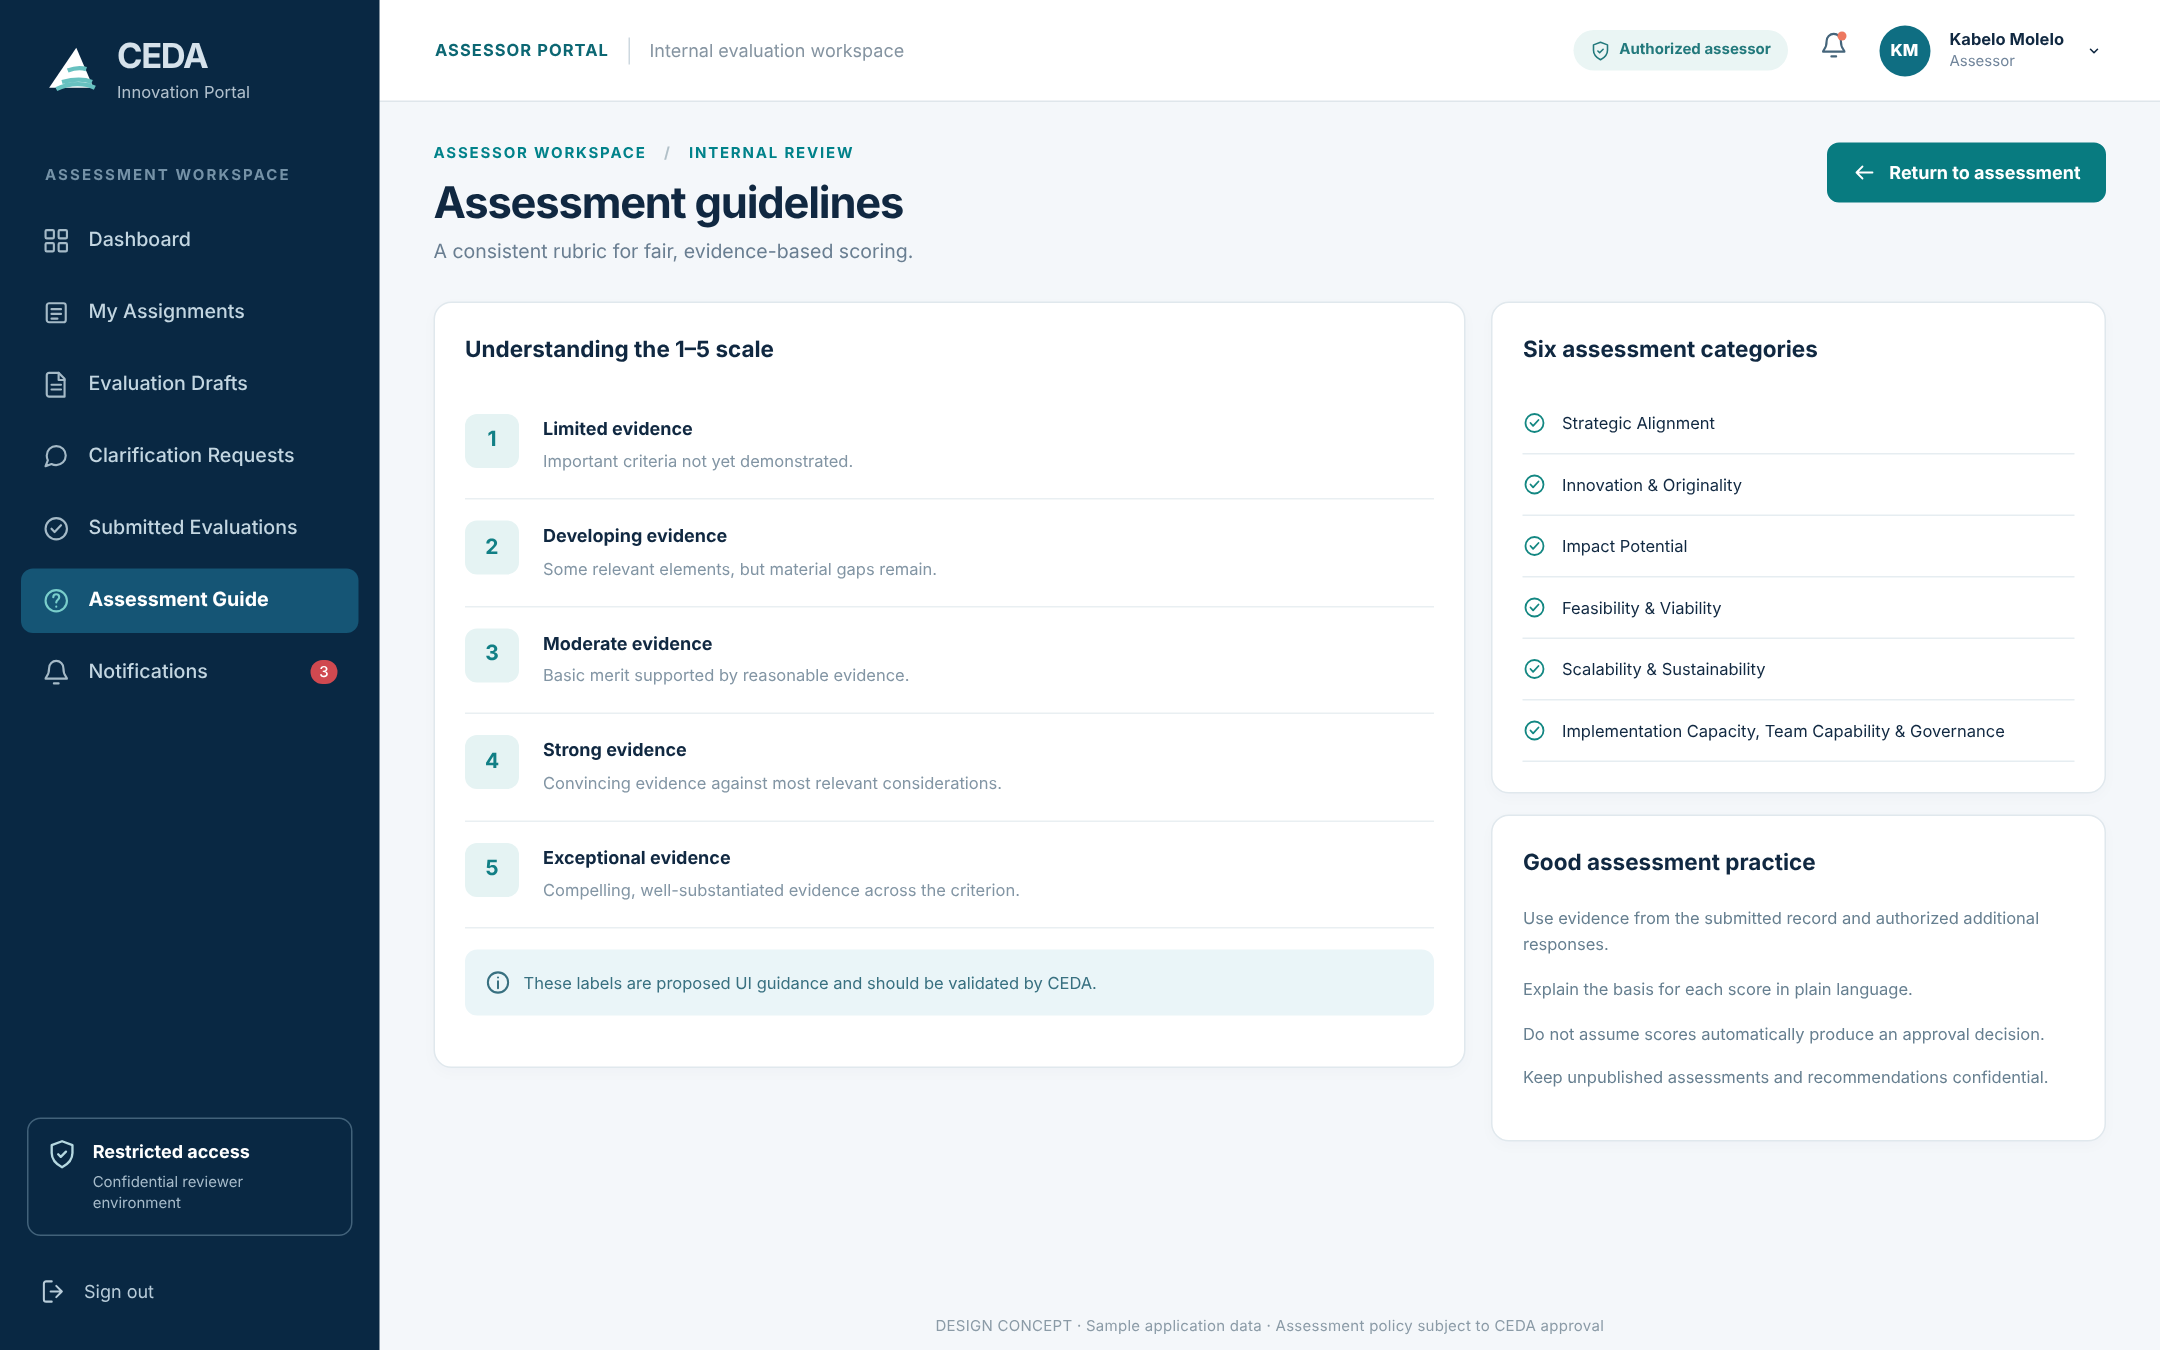 CEDA
Innovation Portal
ASSESSMENT WORKSPACE
Dashboard
My Assignments
Evaluation Drafts
Clarification Requests
Submitted Evaluations
Assessment Guide
Notifications
3
Restricted access
Confidential reviewer
environment
Sign out
ASSESSOR PORTAL
Internal evaluation workspace
Authorized assessor
KM
Kabelo Molelo
Assessor
ASSESSOR WORKSPACE / INTERNAL REVIEW
Assessment guidelines
A consistent rubric for fair, evidence-based scoring.
Return to assessment
Understanding the 1–5 scale
1
Limited evidence
Important criteria not yet demonstrated.
2
Developing evidence
Some relevant elements, but material gaps remain.
3
Moderate evidence
Basic merit supported by reasonable evidence.
4
Strong evidence
Convincing evidence against most relevant considerations.
5
Exceptional evidence
Compelling, well-substantiated evidence across the criterion.
These labels are proposed UI guidance and should be validated by CEDA.
Six assessment categories
Strategic Alignment
Innovation & Originality
Impact Potential
Feasibility & Viability
Scalability & Sustainability
Implementation Capacity, Team Capability & Governance
Good assessment practice
Use evidence from the submitted record and authorized additional
responses.
Explain the basis for each score in plain language.
Do not assume scores automatically produce an approval decision.
Keep unpublished assessments and recommendations confidential.
DESIGN CONCEPT · Sample application data · Assessment policy subject to CEDA approval